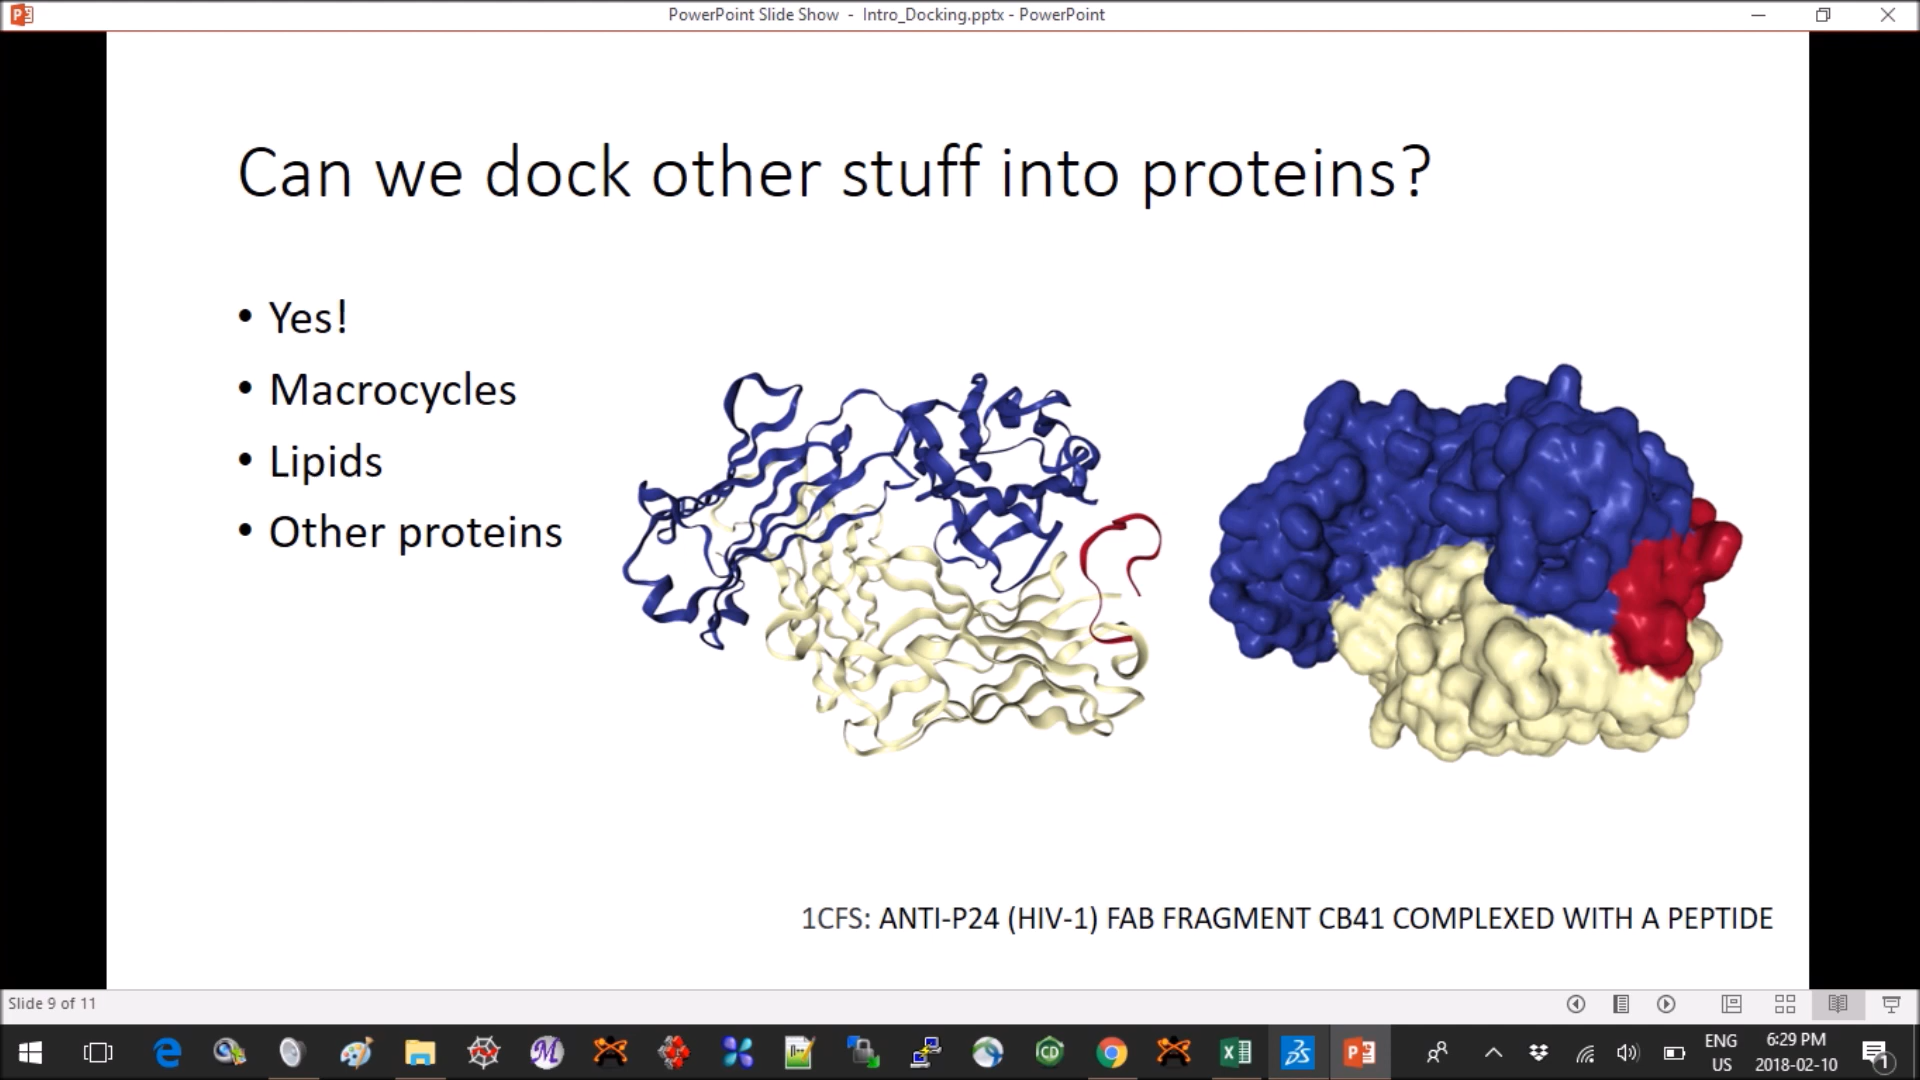 PowerPoint Slide Show - Intro_Docking.pptx - PowerPoint
Can we dock other stuff into proteins?
• Yes!
• Macrocycles
• Lipids
• Other proteins
1CFS: ANTI-P24 (HIV-1) FAB FRAGMENT CB41 COMPLEXED WITH A PEPTIDE
Slide 9 of 11
ENG
US
6:29 PM
2018-02-10
1